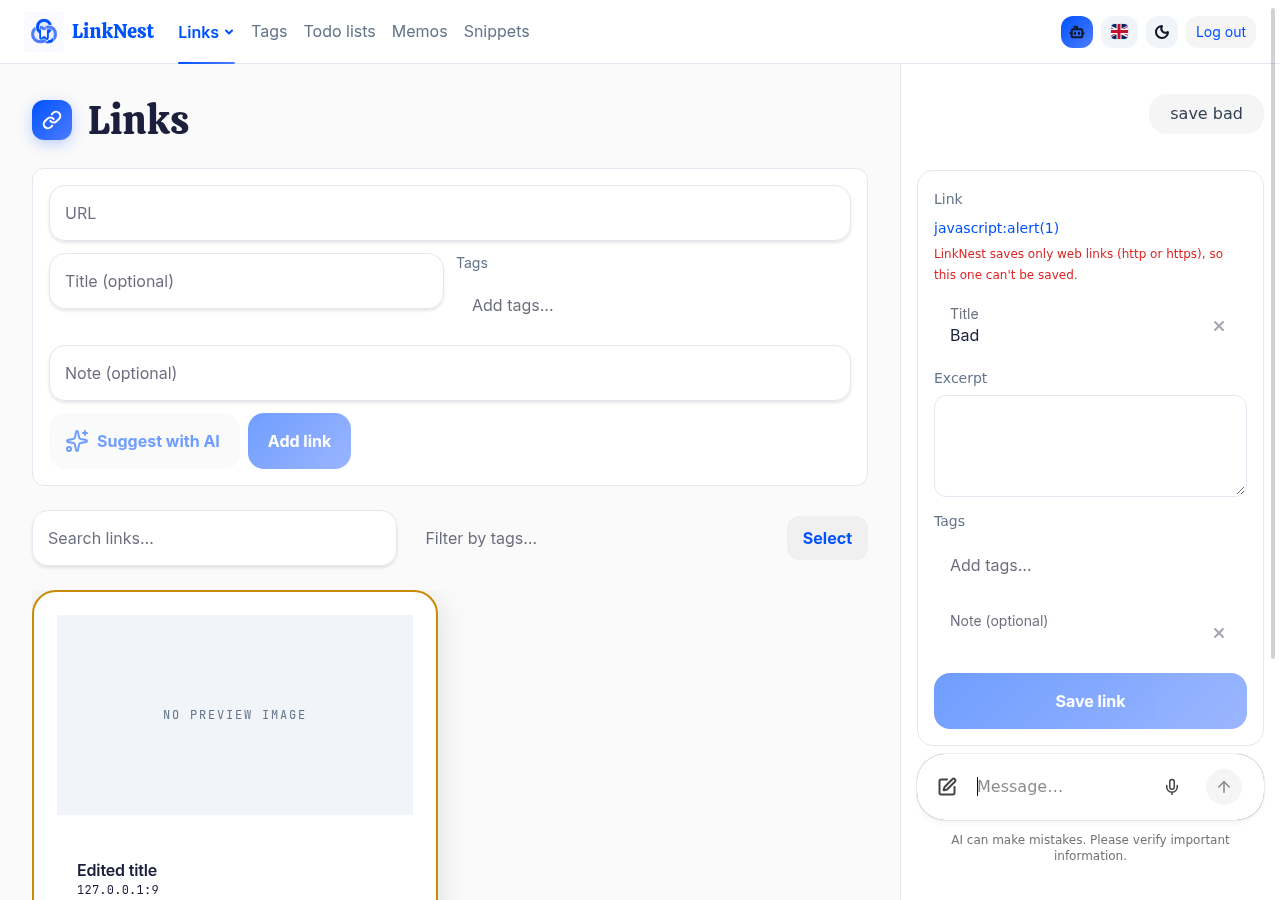 LinkNest
Links
Tags
Todo lists
Memos
Snippets
Log out
Links
URL
Title (optional)
Tags
Add tags...
Note (optional)
Suggest with AI
Add link
Search links...
Filter by tags...
Select
NO PREVIEW IMAGE
Edited title
127.0.0.1:9
save bad
Link
javascript:alert(1)
LinkNest saves only web links (http or https), so
this one can't be saved.
Title
Bad
Excerpt
Tags
Add tags...
Note (optional)
Save link
Message...
AI can make mistakes. Please verify important
information.